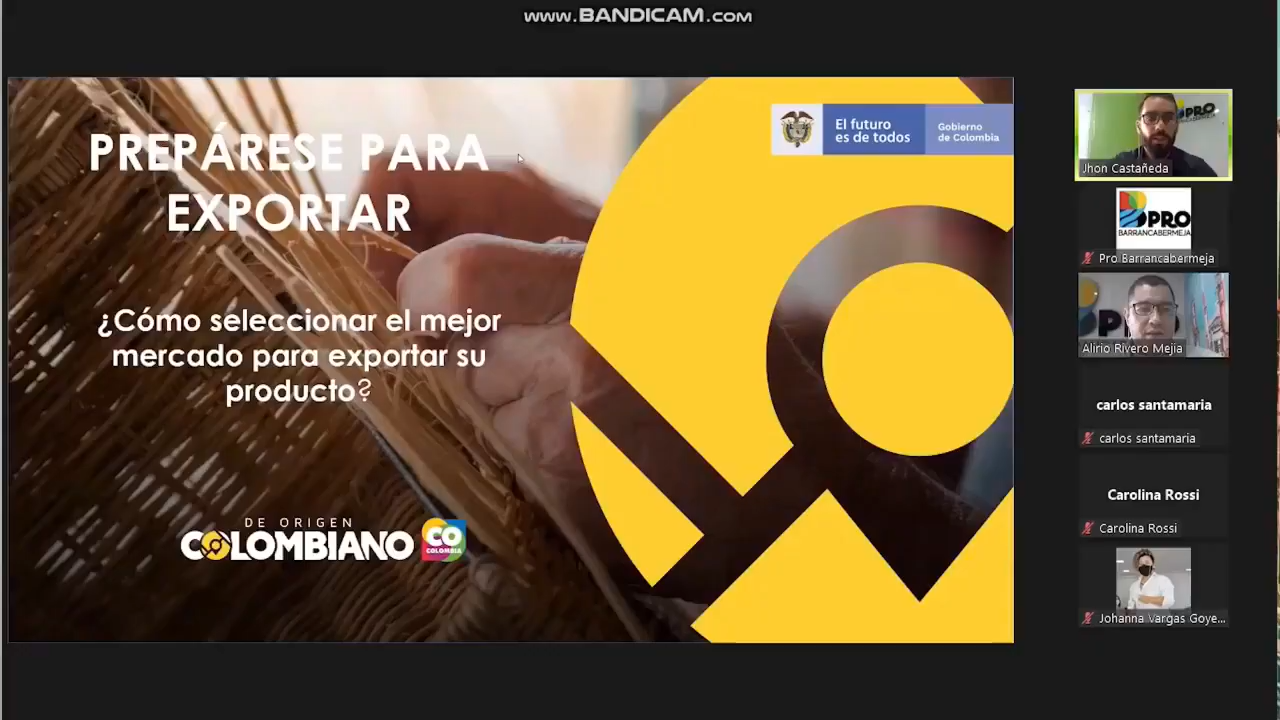 www.BANDICAM.com
PREPÁRESE PARA
EXPORTAR
¿Cómo seleccionar el mejor
mercado para exportar su
producto?
DE ORIGEN
COLOMBIANO
CO
COLOMBIA
El futuro
es de todos
Gobierno
de Colombia
PRO
BARRANCABERMEJA
Jhon Castañeda
PRO
BARRANCABERMEJA
Pro Barrancabermeja
Alirio Rivero Mejia
carlos santamaria
carlos santamaria
Carolina Rossi
Carolina Rossi
Johanna Vargas Goye...